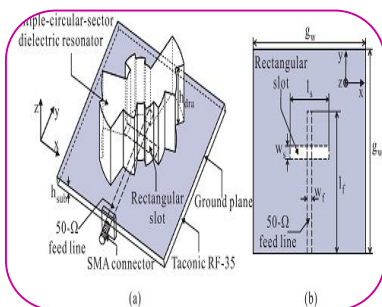 ltiple-circular-sector
dielectric resonator
h_dra
z
y
x
h_sub
50-Ω
feed line
SMA connector
Rectangular
slot
Ground plane
Taconic RF-35
(a)
g_w
y
z
x
Rectangular
slot
l_s
w_s
g_w
l_f
w_f
50-Ω
feed line
(b)